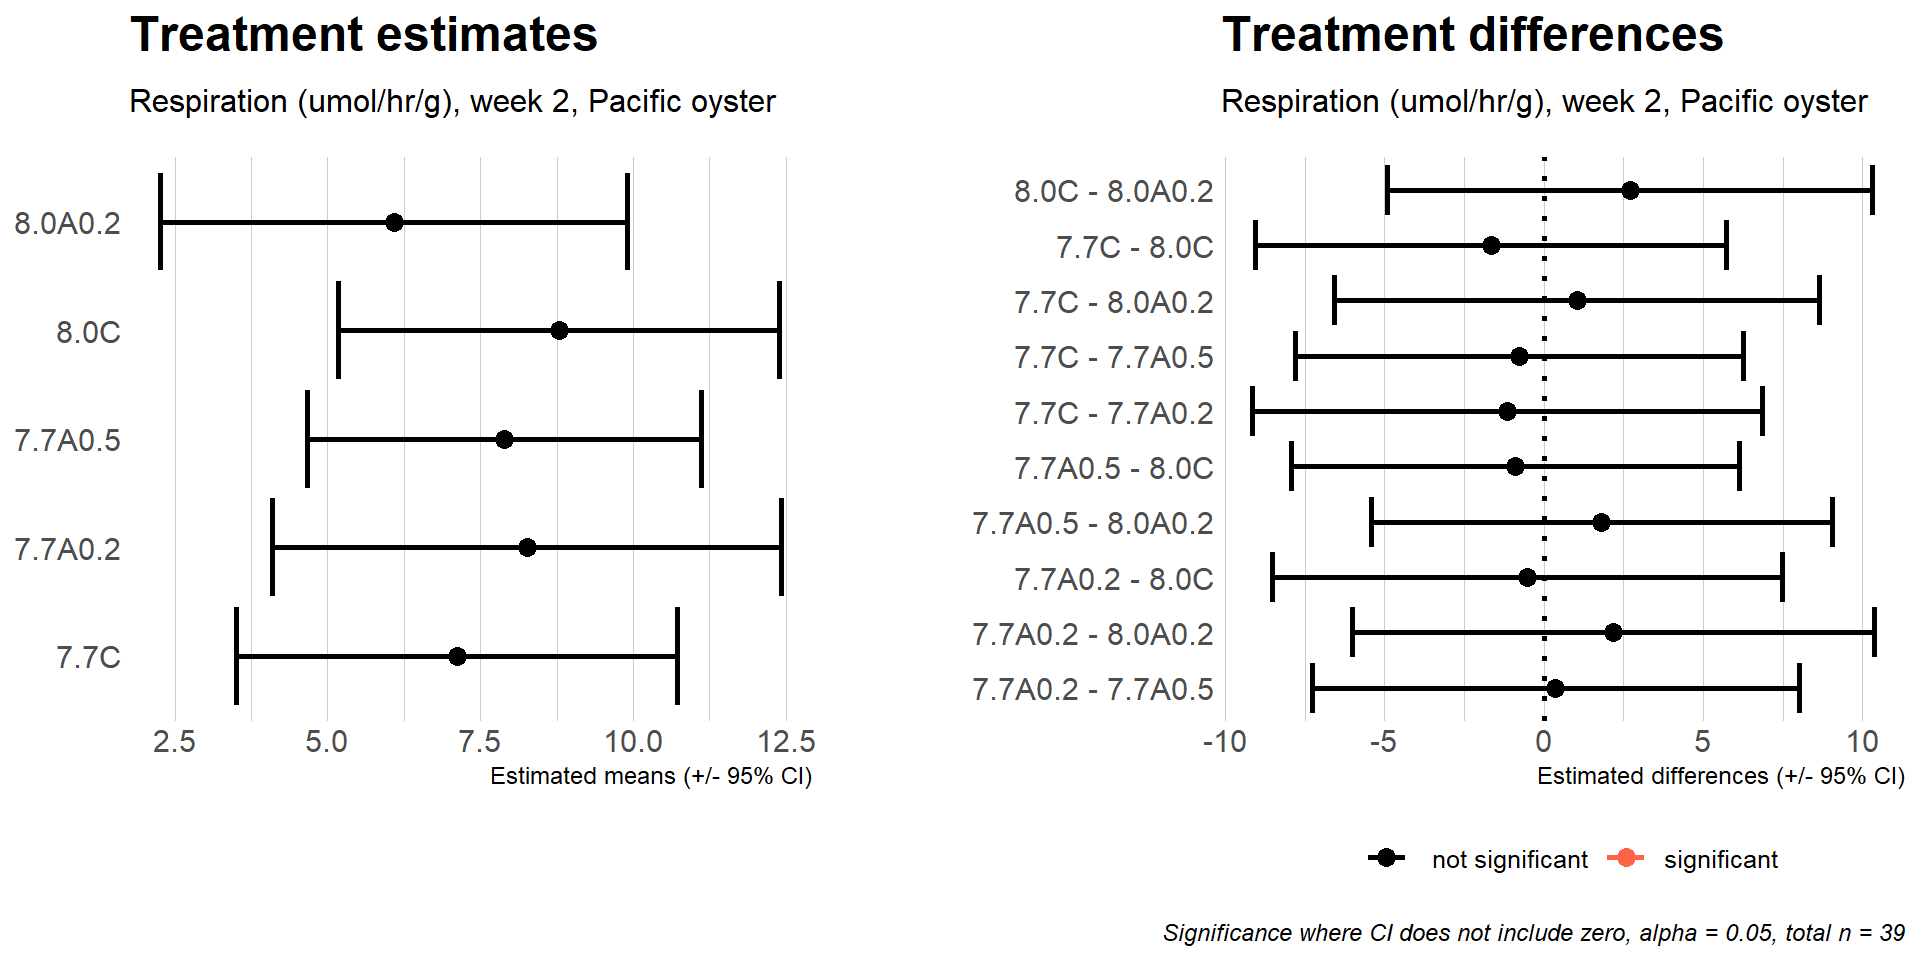 Treatment estimates
Respiration (umol/hr/g), week 2, Pacific oyster
8.0A0.2
8.0C
7.7A0.5
7.7A0.2
7.7C
2.5 5.0 7.5 10.0 12.5
Estimated means (+/- 95% CI)
Treatment differences
Respiration (umol/hr/g), week 2, Pacific oyster
8.0C - 8.0A0.2
7.7C - 8.0C
7.7C - 8.0A0.2
7.7C - 7.7A0.5
7.7C - 7.7A0.2
7.7A0.5 - 8.0C
7.7A0.5 - 8.0A0.2
7.7A0.2 - 8.0C
7.7A0.2 - 8.0A0.2
7.7A0.2 - 7.7A0.5
-10 -5 0 5 10
Estimated differences (+/- 95% CI)
not significant significant
Significance where CI does not include zero, alpha = 0.05, total n = 39